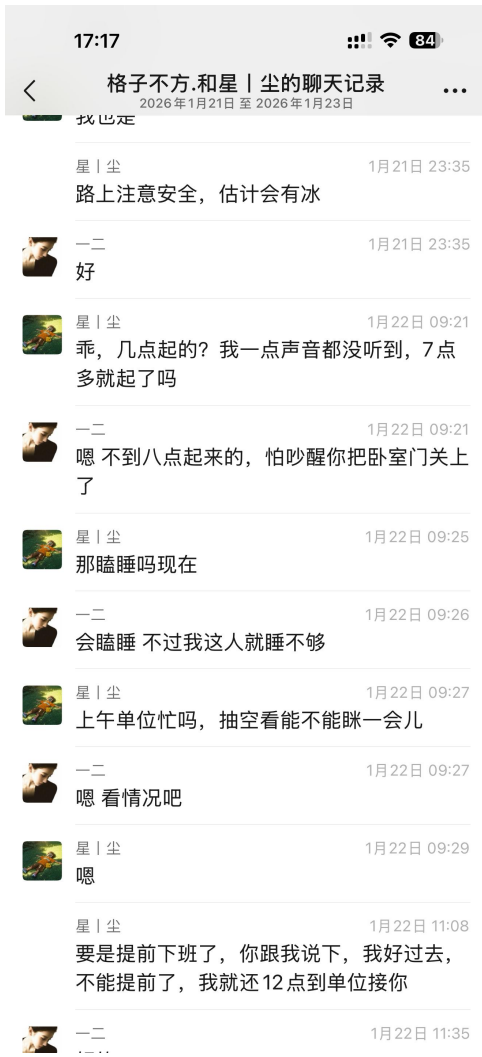 17:17
84
格子不方.和星丨尘的聊天记录
2026年1月21日 至 2026年1月23日
我也是
星丨尘
1月21日 23:35
路上注意安全，估计会有冰
一二
1月21日 23:35
好
星丨尘
1月22日 09:21
乖，几点起的？我一点声音都没听到，7点
多就起了吗
一二
1月22日 09:21
嗯 不到八点起来的，怕吵醒你把卧室门关上
了
星丨尘
1月22日 09:25
那瞌睡吗现在
一二
1月22日 09:26
会瞌睡 不过我这人就睡不够
星丨尘
1月22日 09:27
上午单位忙吗，抽空看能不能眯一会儿
一二
1月22日 09:27
嗯 看情况吧
星丨尘
1月22日 09:29
嗯
星丨尘
1月22日 11:08
要是提前下班了，你跟我说下，我好过去，
不能提前了，我就还12点到单位接你
一二
1月22日 11:35